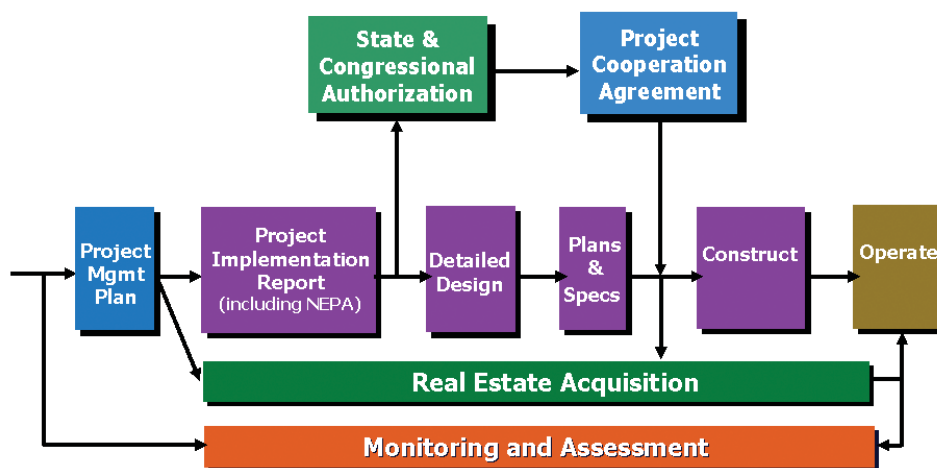 State &
Congressional
Authorization
Project
Cooperation
Agreement
Project
Mgmt
Plan
Project
Implementation
Report
(including NEPA)
Detailed
Design
Plans
&
Specs
Construct
Operate
Real Estate Acquisition
Monitoring and Assessment